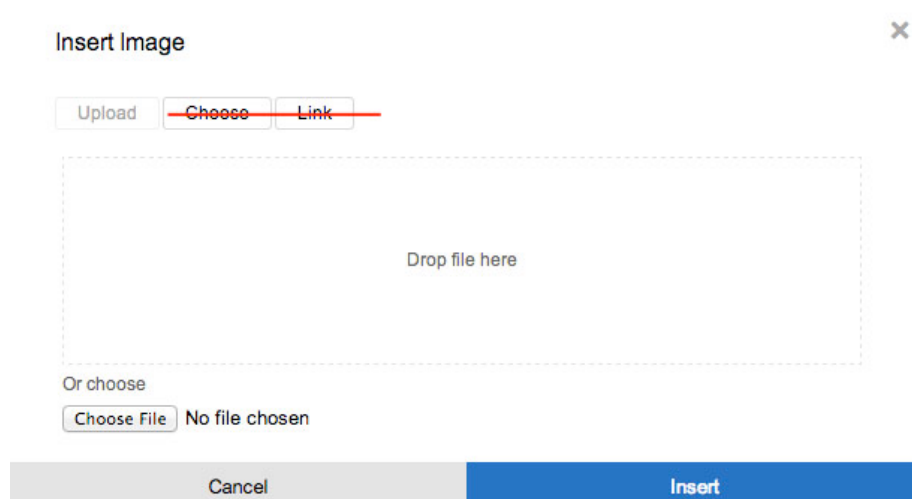 Insert Image
Upload Choose Link
Drop file here
Or choose
Choose File No file chosen
Cancel Insert